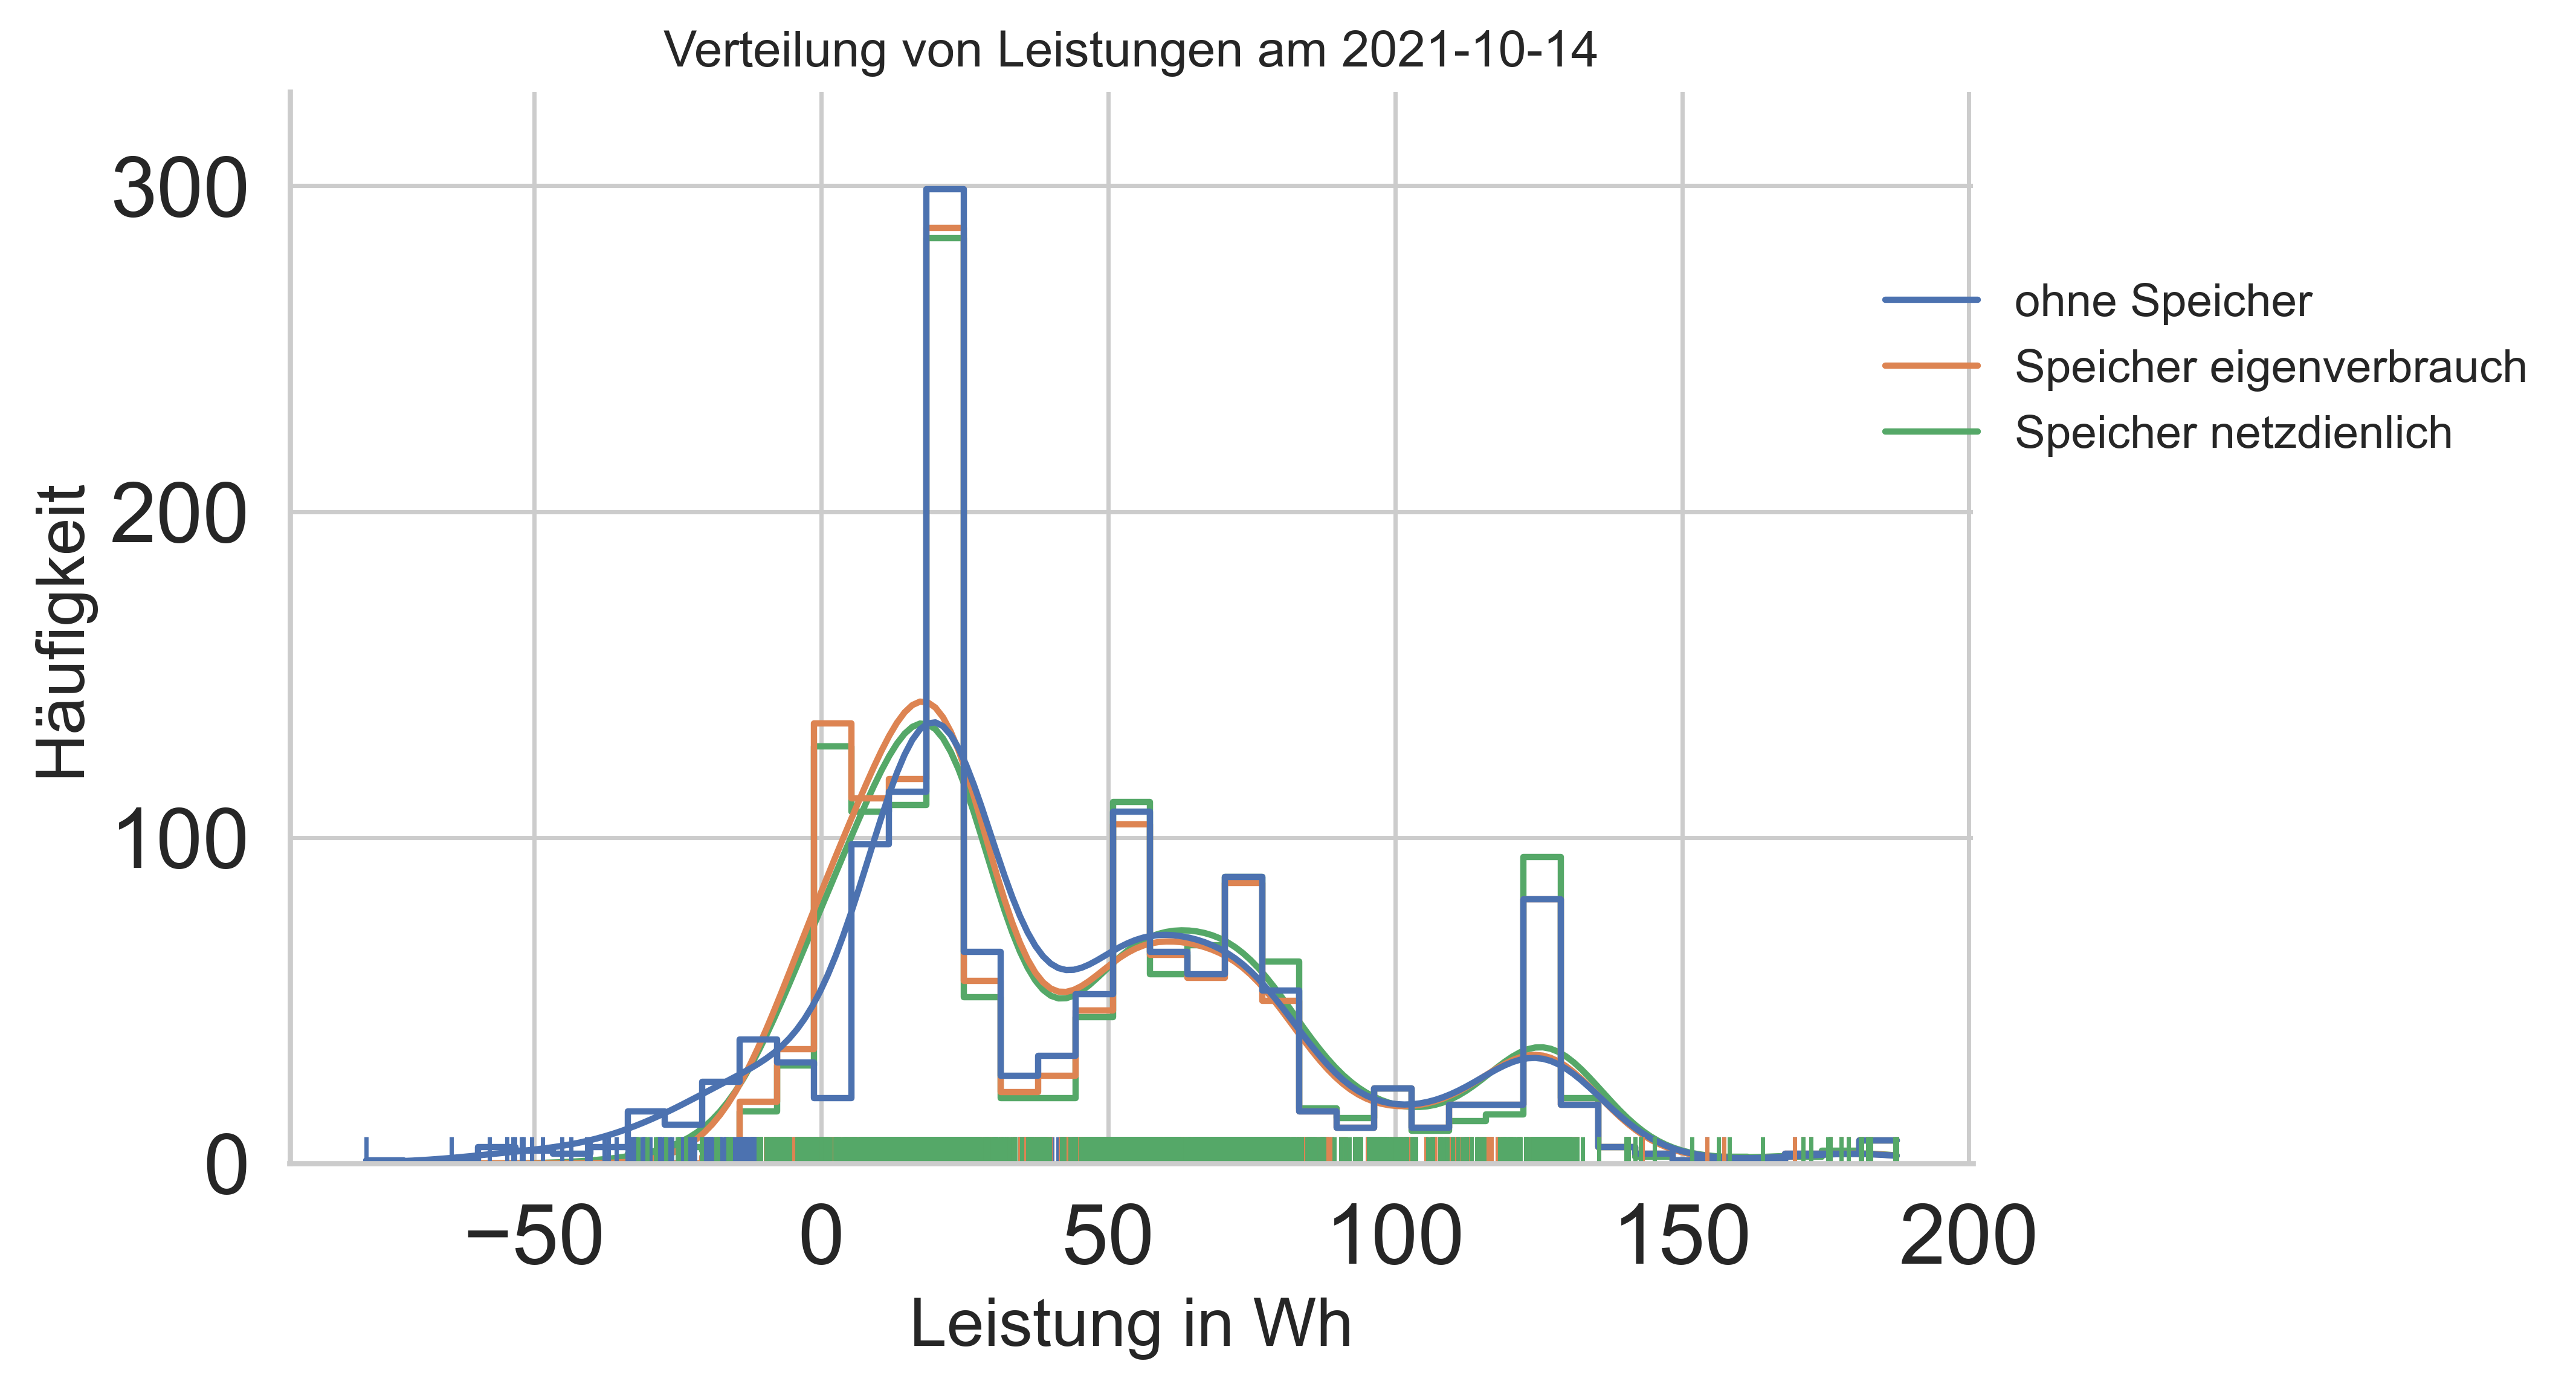 Verteilung von Leistungen am 2021-10-14
Häufigkeit
300
200
100
0
−50 0 50 100 150 200
Leistung in Wh
ohne Speicher
Speicher eigenverbrauch
Speicher netzdienlich